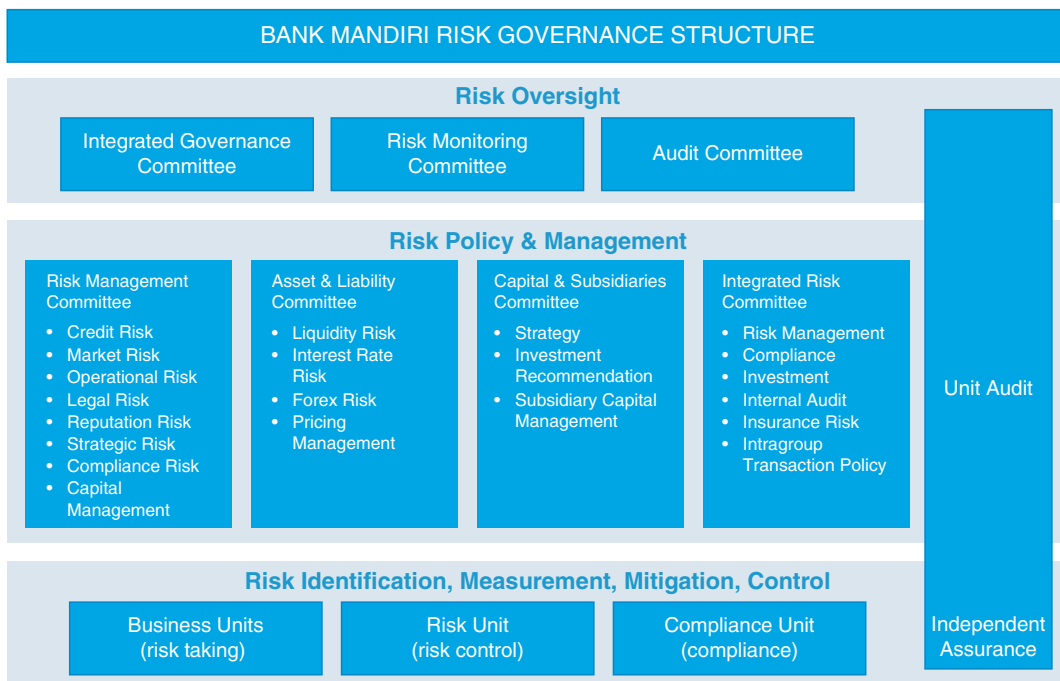 BANK MANDIRI RISK GOVERNANCE STRUCTURE
Risk Oversight
Integrated Governance
Committee
Risk Monitoring
Committee
Audit Committee
Risk Policy & Management
Risk Management
Committee
• Credit Risk
• Market Risk
• Operational Risk
• Legal Risk
• Reputation Risk
• Strategic Risk
• Compliance Risk
• Capital
Management
Asset & Liability
Committee
• Liquidity Risk
• Interest Rate
Risk
• Forex Risk
• Pricing
Management
Capital & Subsidiaries
Committee
• Strategy
• Investment
Recommendation
• Subsidiary Capital
Management
Integrated Risk
Committee
• Risk Management
• Compliance
• Investment
• Internal Audit
• Insurance Risk
• Intragroup
Transaction Policy
Unit Audit
Risk Identification, Measurement, Mitigation, Control
Business Units
(risk taking)
Risk Unit
(risk control)
Compliance Unit
(compliance)
Independent
Assurance